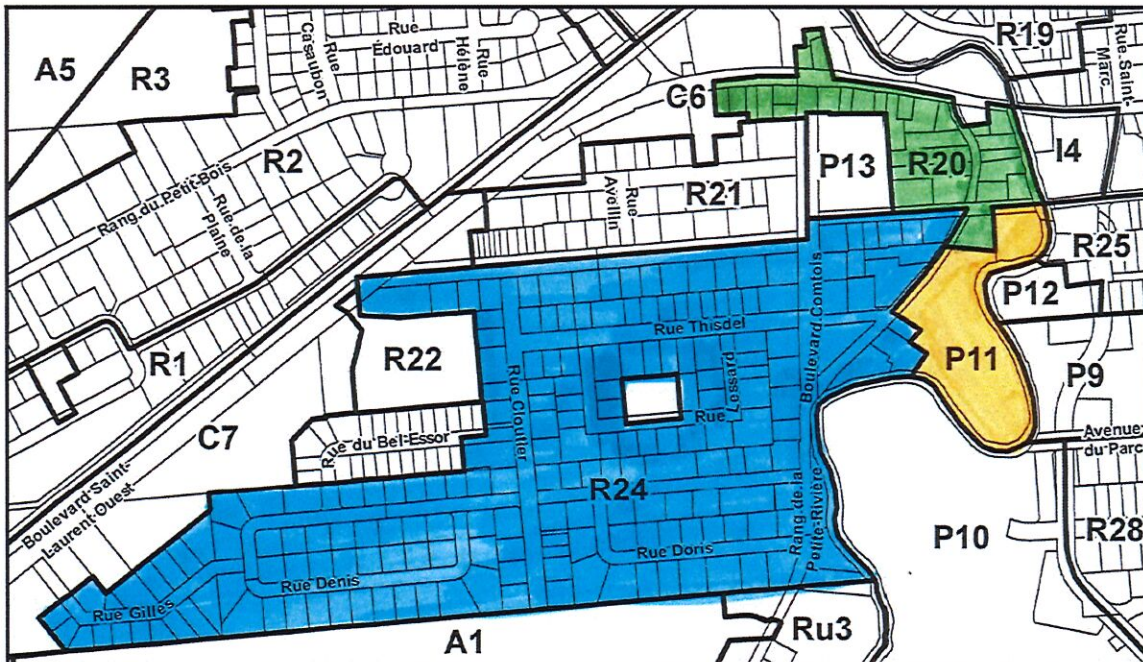 A5
R3
Rue
Casaubon
Rue
Édouard
Rue
Hélène
R19
Rue-Saint-
Marc
C6
R2
Rang du Petit-Bois
Rue-de-la
Plaine
R21
Rue
Aveillin
P13
R20
I4
R25
P12
R1
R22
Rue Thisdel
Boulevard Comtois
P11
P9
C7
Rue du Bel-Essor
Rue Cloutier
Rue Lessard
Avenue
du Parc
Boulevard Saint-
Laurent-Ouest
R24
Rang-de-la
Petite-Rivière
P10
R28
Rue Doris
Rue Denis
Rue Gilles
A1
Ru3